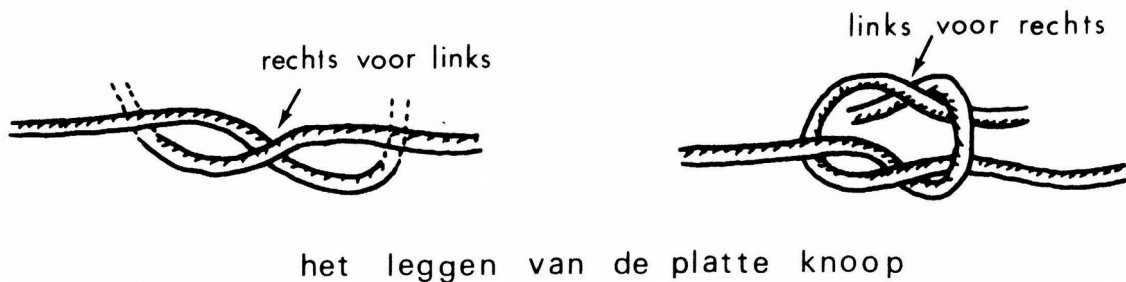 rechts voor links
links voor rechts
het leggen van de platte knoop